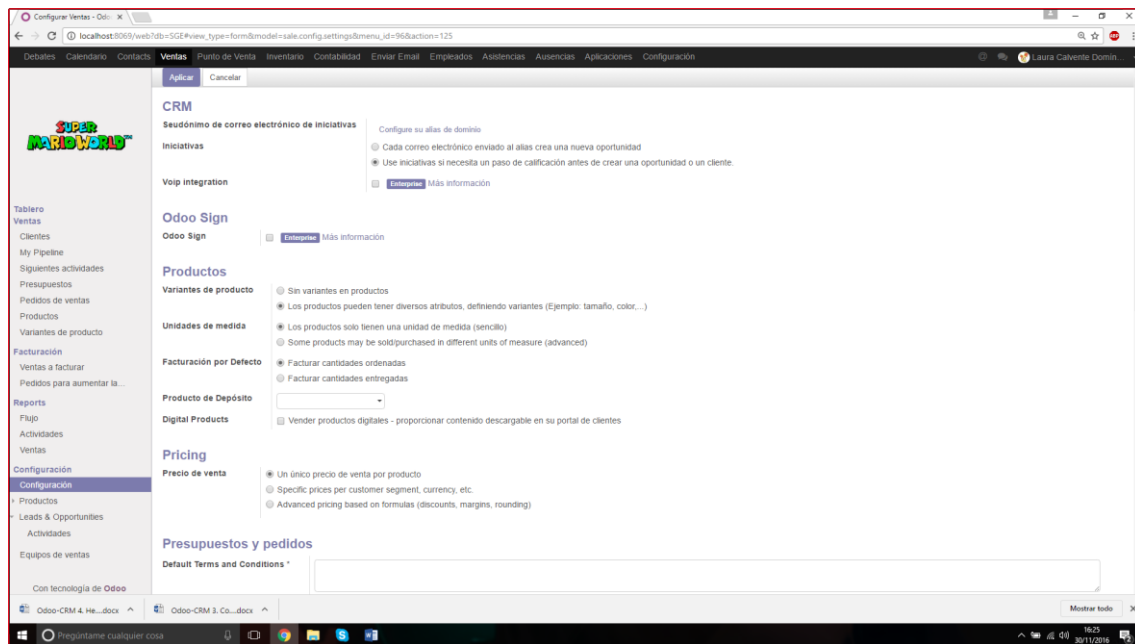 Configurar Ventas - Odo
localhost:8069/web?db=SGE#view_type=form&model=sale.config.settings&menu_id=96&action=125
Debates Calendario Contacts Ventas Punto de Venta Inventario Contabilidad Enviar Email Empleados Asistencias Ausencias Aplicaciones Configuración Laura Calvente Domín...
Aplicar Cancelar
SUPER
MARIO WORLD™
Tablero
Ventas
Clientes
My Pipeline
Siguientes actividades
Presupuestos
Pedidos de ventas
Productos
Variantes de producto
Facturación
Ventas a facturar
Pedidos para aumentar la...
Reports
Flujo
Actividades
Ventas
Configuración
Configuración
Productos
Leads & Opportunities
Actividades
Equipos de ventas
Con tecnología de Odoo
CRM
Seudónimo de correo electrónico de iniciativas Configure su alias de dominio
Iniciativas Cada correo electrónico enviado al alias crea una nueva oportunidad
Use iniciativas si necesita un paso de calificación antes de crear una oportunidad o un cliente.
Voip integration Enterprise Más información
Odoo Sign
Odoo Sign Enterprise Más información
Productos
Variantes de producto Sin variantes en productos
Los productos pueden tener diversos atributos, definiendo variantes (Ejemplo: tamaño, color,...)
Unidades de medida Los productos solo tienen una unidad de medida (sencillo)
Some products may be sold/purchased in different units of measure (advanced)
Facturación por Defecto Facturar cantidades ordenadas
Facturar cantidades entregadas
Producto de Depósito
Digital Products Vender productos digitales - proporcionar contenido descargable en su portal de clientes
Pricing
Precio de venta Un único precio de venta por producto
Specific prices per customer segment, currency, etc.
Advanced pricing based on formulas (discounts, margins, rounding)
Presupuestos y pedidos
Default Terms and Conditions *
Odoo-CRM 4. He....docx Odoo-CRM 3. Co....docx Mostrar todo
Pregúntame cualquier cosa 16:25
30/11/2016